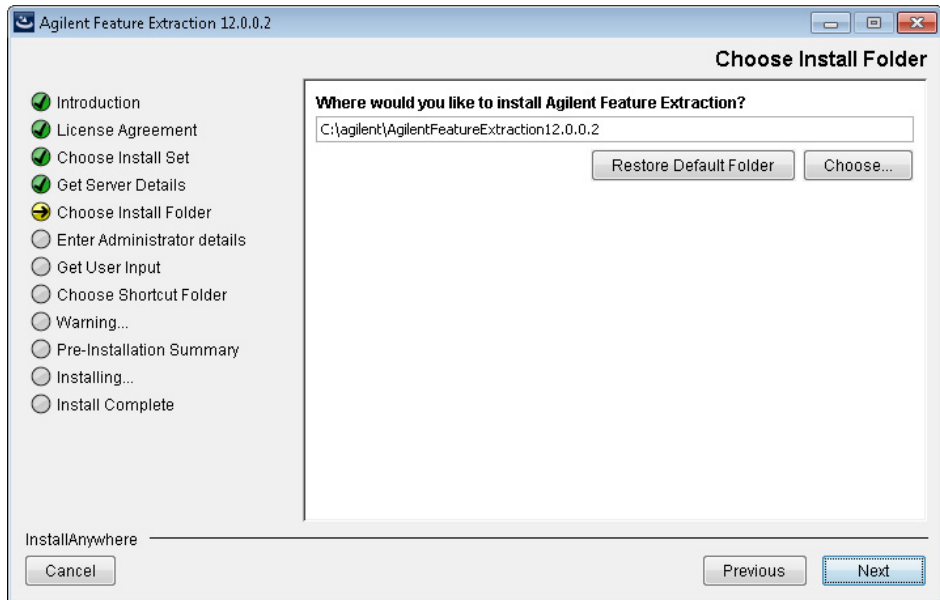 Agilent Feature Extraction 12.0.0.2
Choose Install Folder
Introduction
License Agreement
Choose Install Set
Get Server Details
Choose Install Folder
Enter Administrator details
Get User Input
Choose Shortcut Folder
Warning...
Pre-Installation Summary
Installing...
Install Complete
Where would you like to install Agilent Feature Extraction?
C:\agilent\AgilentFeatureExtraction12.0.0.2
Restore Default Folder
Choose...
InstallAnywhere
Cancel
Previous
Next